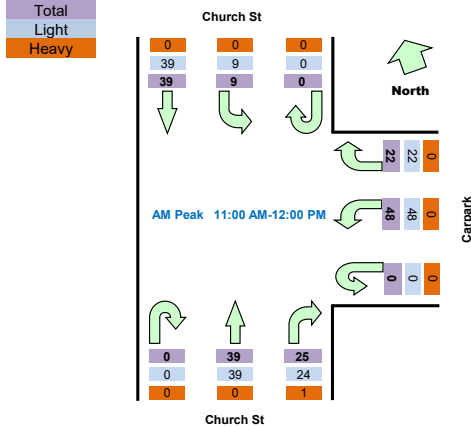 Total
Light
Heavy
Church St
0 0 0
39 9 0
39 9 0
North
22 22 0
AM Peak 11:00 AM-12:00 PM
48 48 0
Carpark
0 0 0
0 39 25
0 39 24
0 0 1
Church St